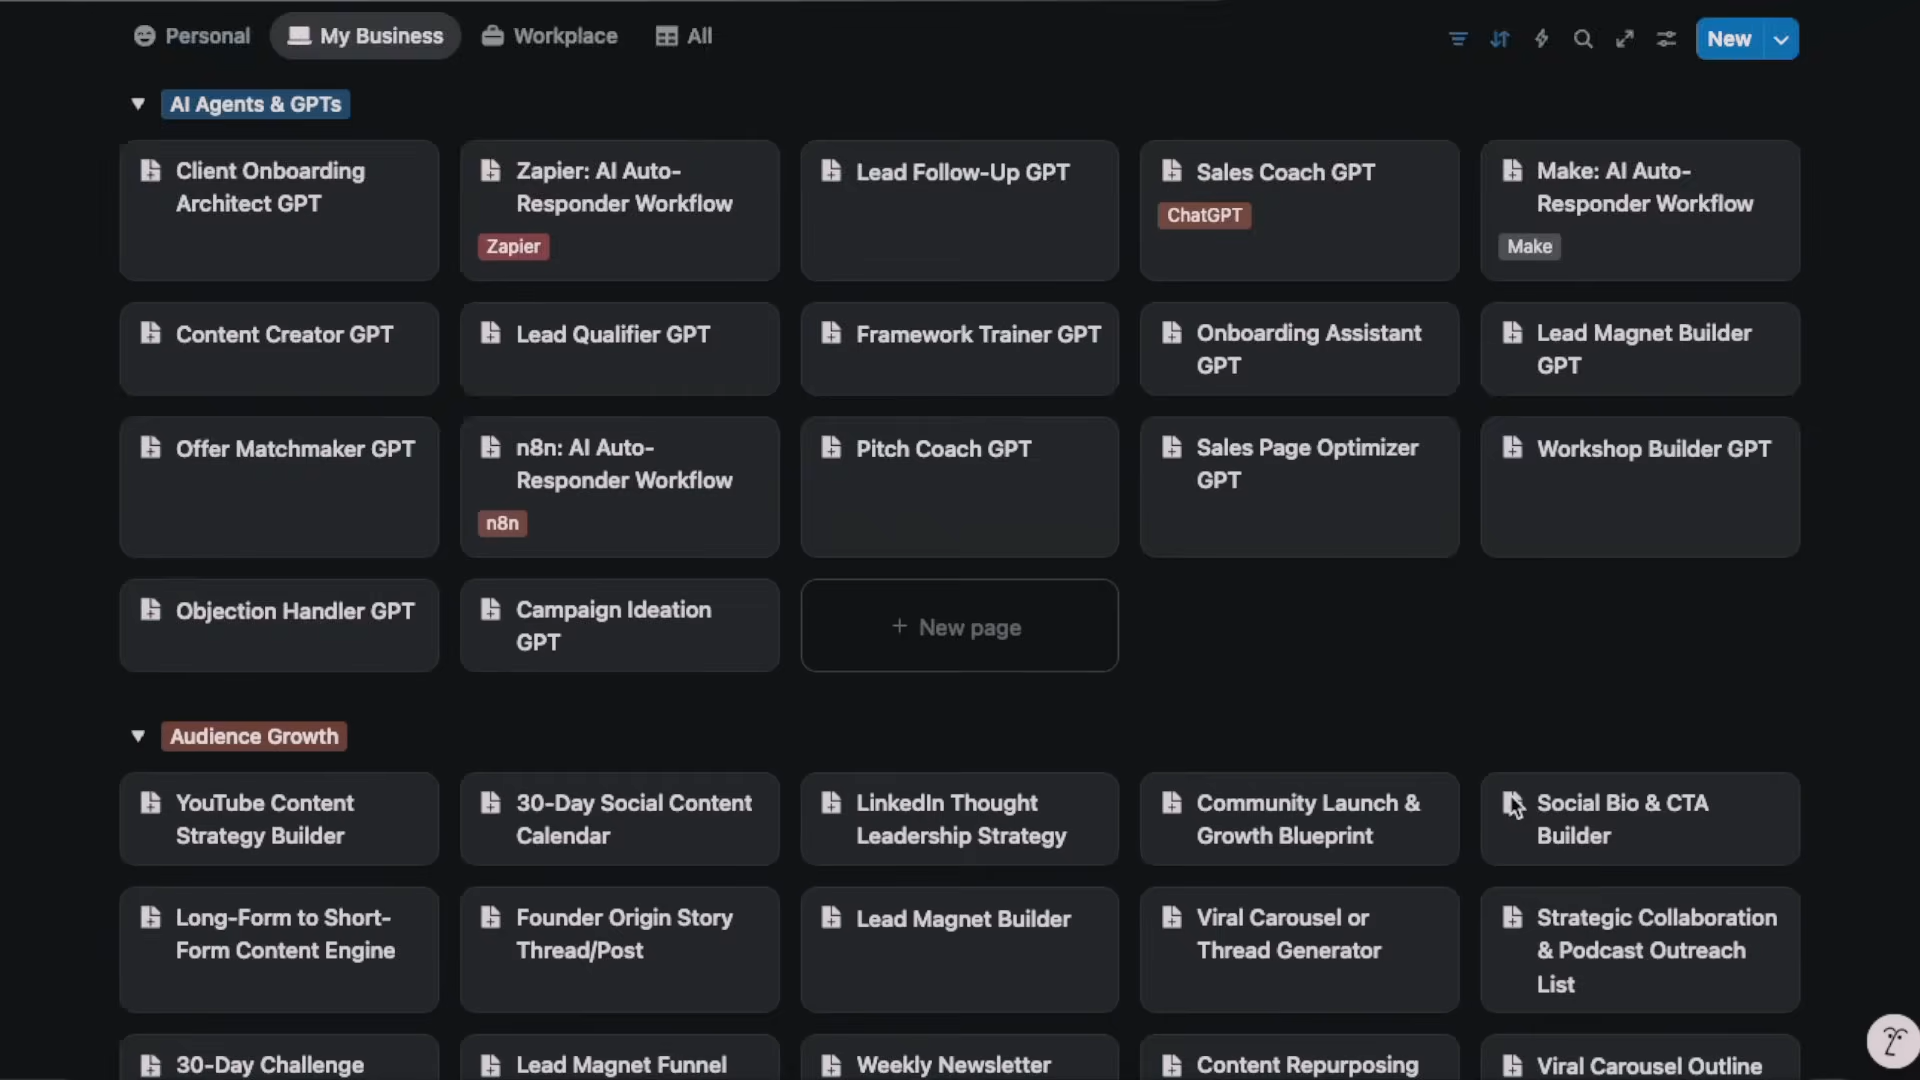 Personal My Business Workplace All New
AI Agents & GPTs
Client Onboarding
Architect GPT
Zapier: AI Auto-
Responder Workflow
Zapier
Lead Follow-Up GPT
Sales Coach GPT
ChatGPT
Make: AI Auto-
Responder Workflow
Make
Content Creator GPT
Lead Qualifier GPT
Framework Trainer GPT
Onboarding Assistant
GPT
Lead Magnet Builder
GPT
Offer Matchmaker GPT
n8n: AI Auto-
Responder Workflow
n8n
Pitch Coach GPT
Sales Page Optimizer
GPT
Workshop Builder GPT
Objection Handler GPT
Campaign Ideation
GPT
+ New page
Audience Growth
YouTube Content
Strategy Builder
30-Day Social Content
Calendar
LinkedIn Thought
Leadership Strategy
Community Launch &
Growth Blueprint
Social Bio & CTA
Builder
Long-Form to Short-
Form Content Engine
Founder Origin Story
Thread/Post
Lead Magnet Builder
Viral Carousel or
Thread Generator
Strategic Collaboration
& Podcast Outreach
List
30-Day Challenge
Lead Magnet Funnel
Weekly Newsletter
Content Repurposing
Viral Carousel Outline